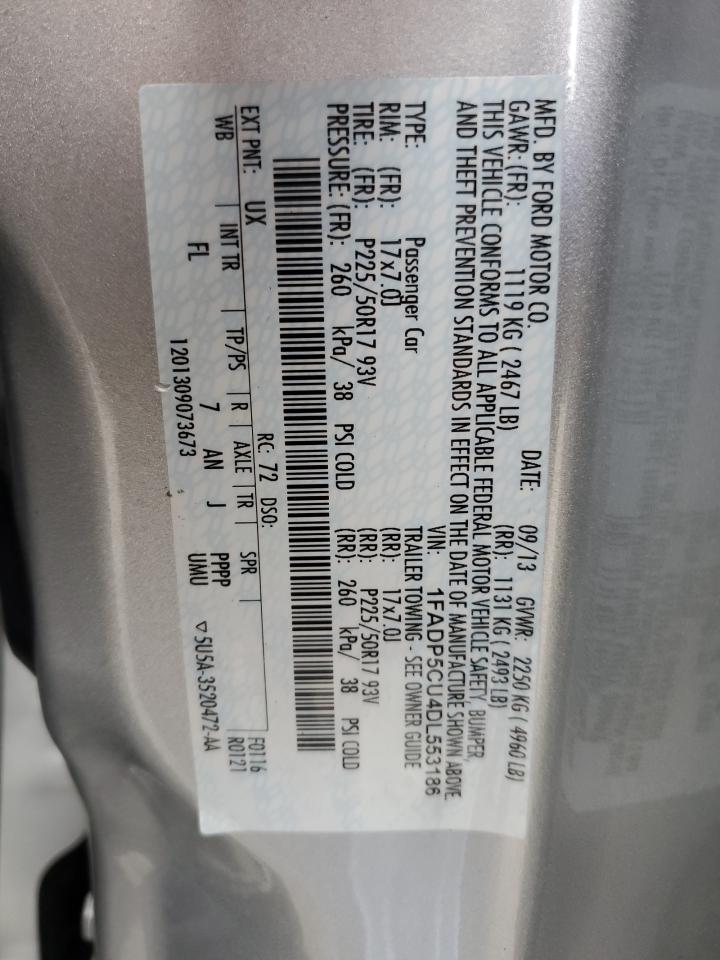 MFD. BY FORD MOTOR CO.
DATE: 09/13 GVWR: 2250 KG ( 4960 LB)
GAWR: (FR): 1119 KG ( 2467 LB) (RR): 1131 KG ( 2493 LB)
THIS VEHICLE CONFORMS TO ALL APPLICABLE FEDERAL MOTOR VEHICLE SAFETY, BUMPER,
AND THEFT PREVENTION STANDARDS IN EFFECT ON THE DATE OF MANUFACTURE SHOWN ABOVE.
VIN: 1FADP5CU4DL553186
TYPE: Passenger Car TRAILER TOWING - SEE OWNER GUIDE
RIM: (FR): 17x7.0J (RR): 17x7.0J
TIRE: (FR): P225/50R17 93V (RR): P225/50R17 93V
PRESSURE: (FR): 260 kPa/ 38 PSI COLD (RR): 260 kPa/ 38 PSI COLD
EXT PNT: UX RC: 72 DSO: F0116
WB INT TR TP/PS R AXLE TR SPR R0121
FL 7 AN J PPPP
1201309073673 UMU ▽5U5A-3520472-AA